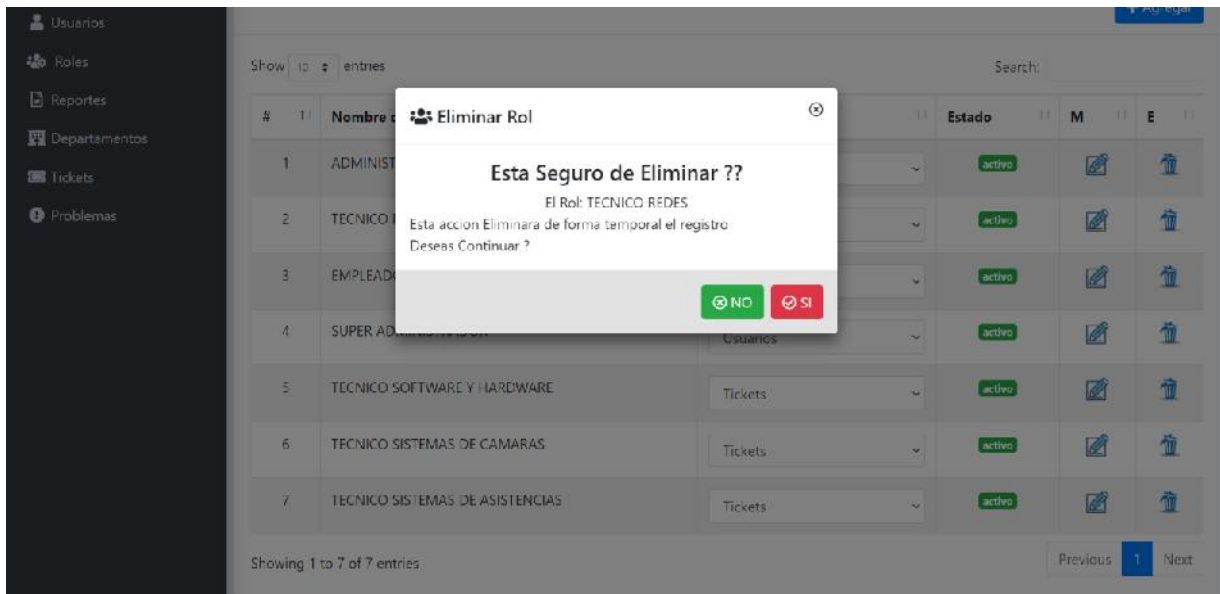 Usuarios
+ Agregar
Roles
Show 10 entries
Search:
Reportes
Departamentos
Tickets
Problemas
# Nombre
Estado M E
Eliminar Rol
Esta Seguro de Eliminar ??
El Rol: TECNICO REDES
Esta accion Eliminara de forma temporal el registro
Deseas Continuar ?
NO SI
1 ADMINIST activo
2 TECNICO activo
3 EMPLEAD activo
4 SUPER AD Usuarios activo
5 TECNICO SOFTWARE Y HARDWARE Tickets activo
6 TECNICO SISTEMAS DE CAMARAS Tickets activo
7 TECNICO SISTEMAS DE ASISTENCIAS Tickets activo
Showing 1 to 7 of 7 entries
Previous 1 Next